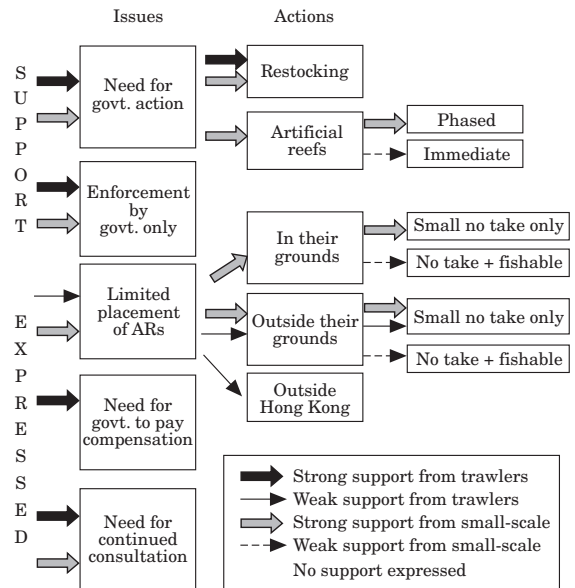 Issues
Actions
SUPPORT
EXPRESSED
Need for
govt. action
Restocking
Artificial
reefs
Phased
Immediate
Enforcement
by
govt. only
Limited
placement
of ARs
In their
grounds
Small no take only
No take + fishable
Outside their
grounds
Small no take only
No take + fishable
Outside
Hong Kong
Need for
govt. to pay
compensation
Need for
continued
consultation
Strong support from trawlers
Weak support from trawlers
Strong support from small-scale
Weak support from small-scale
No support expressed